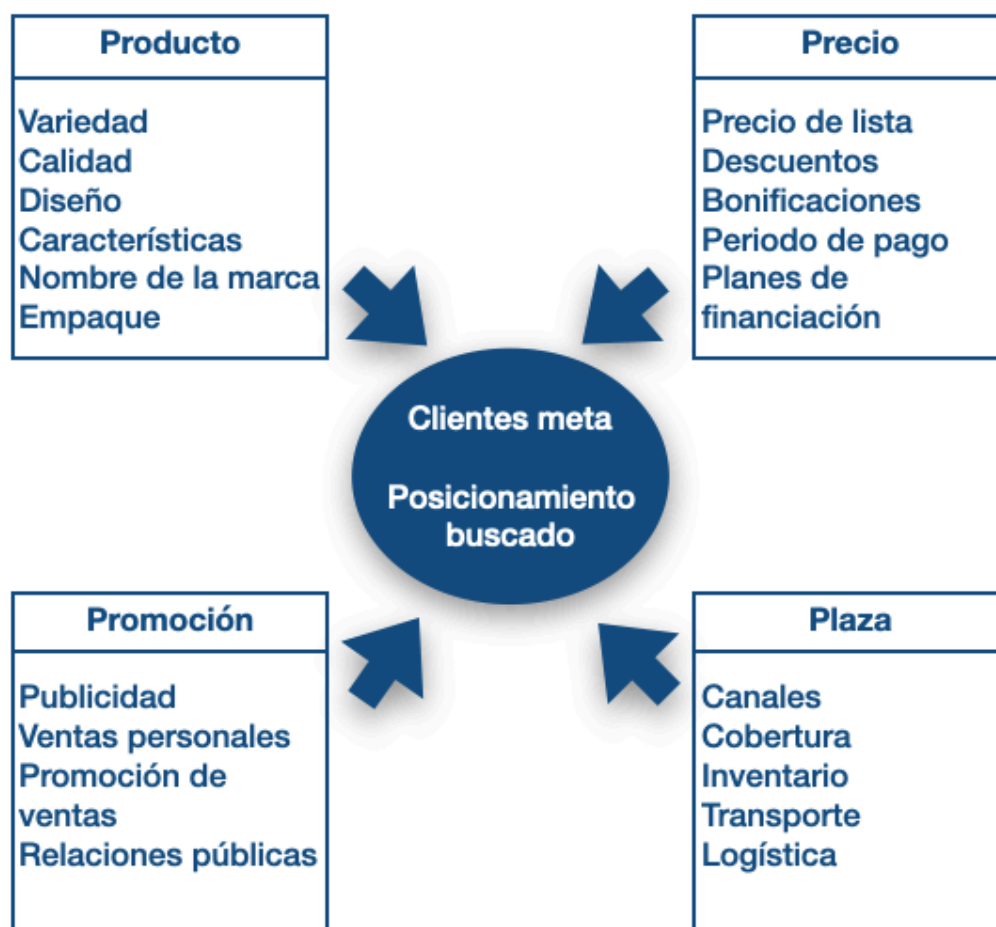 Producto
Variedad
Calidad
Diseño
Características
Nombre de la marca
Empaque
Precio
Precio de lista
Descuentos
Bonificaciones
Periodo de pago
Planes de
financiación
Clientes meta
Posicionamiento
buscado
Promoción
Publicidad
Ventas personales
Promoción de
ventas
Relaciones públicas
Plaza
Canales
Cobertura
Inventario
Transporte
Logística